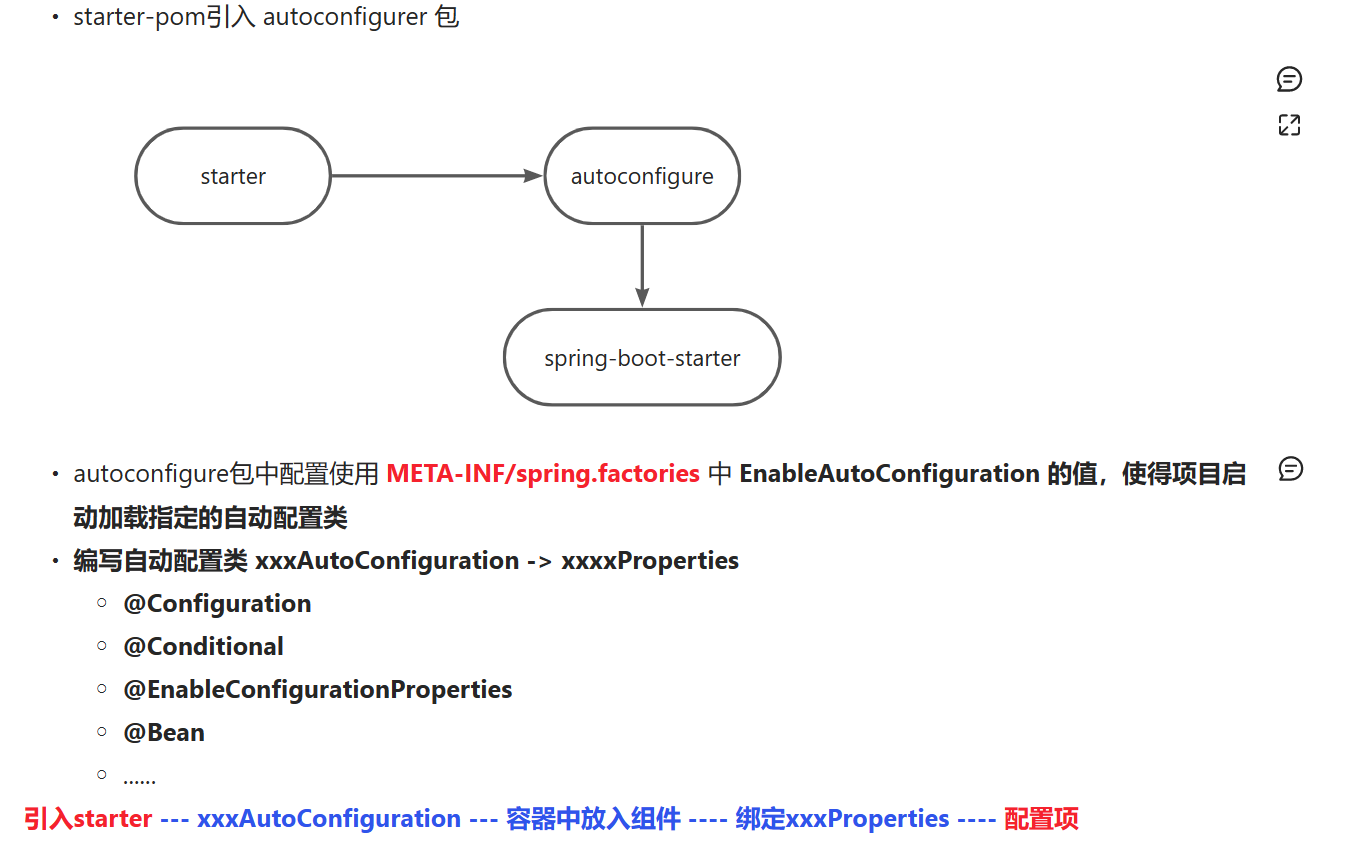 • starter-pom引入 autoconfigurer 包
starter
autoconfigure
spring-boot-starter
• autoconfigure包中配置使用 META-INF/spring.factories 中 EnableAutoConfiguration 的值，使得项目启
动加载指定的自动配置类
• 编写自动配置类 xxxAutoConfiguration -> xxxxProperties
○ @Configuration
○ @Conditional
○ @EnableConfigurationProperties
○ @Bean
○ ......
引入starter --- xxxAutoConfiguration --- 容器中放入组件 ---- 绑定xxxProperties ---- 配置项